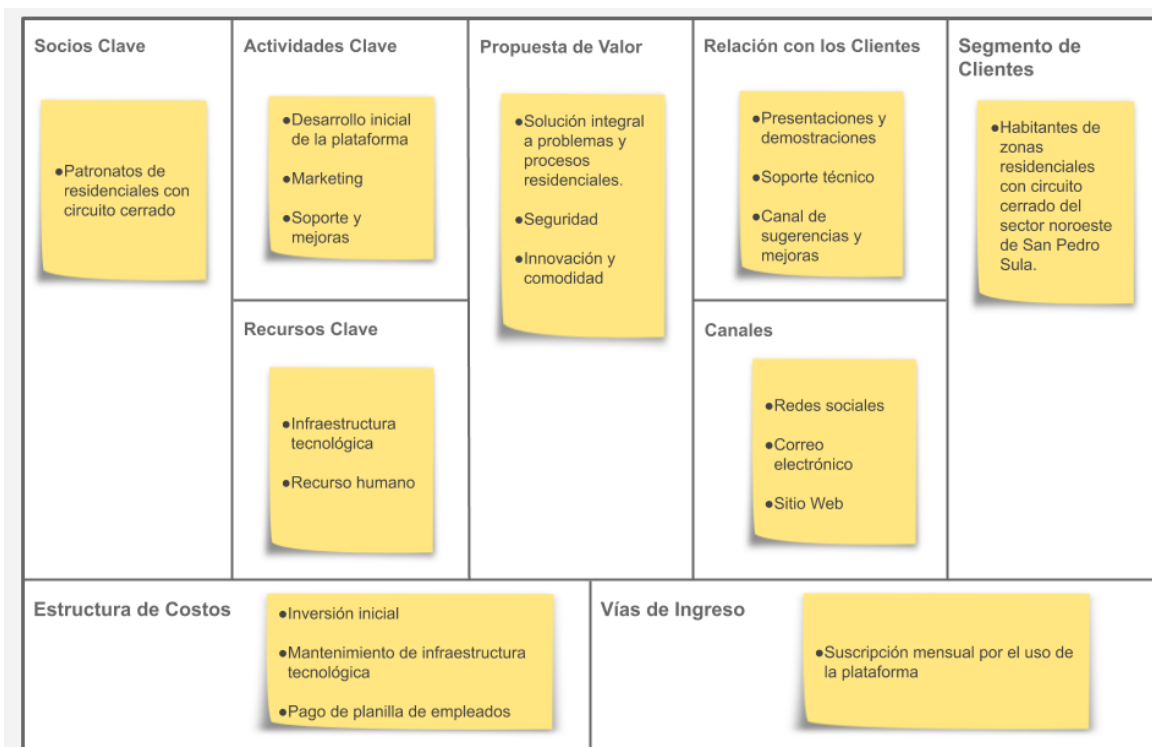 Socios Clave
●Patronatos de
residenciales con
circuito cerrado
Actividades Clave
●Desarrollo inicial
de la plataforma
●Marketing
●Soporte y
mejoras
Recursos Clave
●Infraestructura
tecnológica
●Recurso humano
Propuesta de Valor
●Solución integral
a problemas y
procesos
residenciales.
●Seguridad
●Innovación y
comodidad
Relación con los Clientes
●Presentaciones y
demostraciones
●Soporte técnico
●Canal de
sugerencias y
mejoras
Canales
●Redes sociales
●Correo
electrónico
●Sitio Web
Segmento de
Clientes
●Habitantes de
zonas
residenciales
con circuito
cerrado del
sector noroeste
de San Pedro
Sula.
Estructura de Costos
●Inversión inicial
●Mantenimiento de infraestructura
tecnológica
●Pago de planilla de empleados
Vías de Ingreso
●Suscripción mensual por el uso de
la plataforma